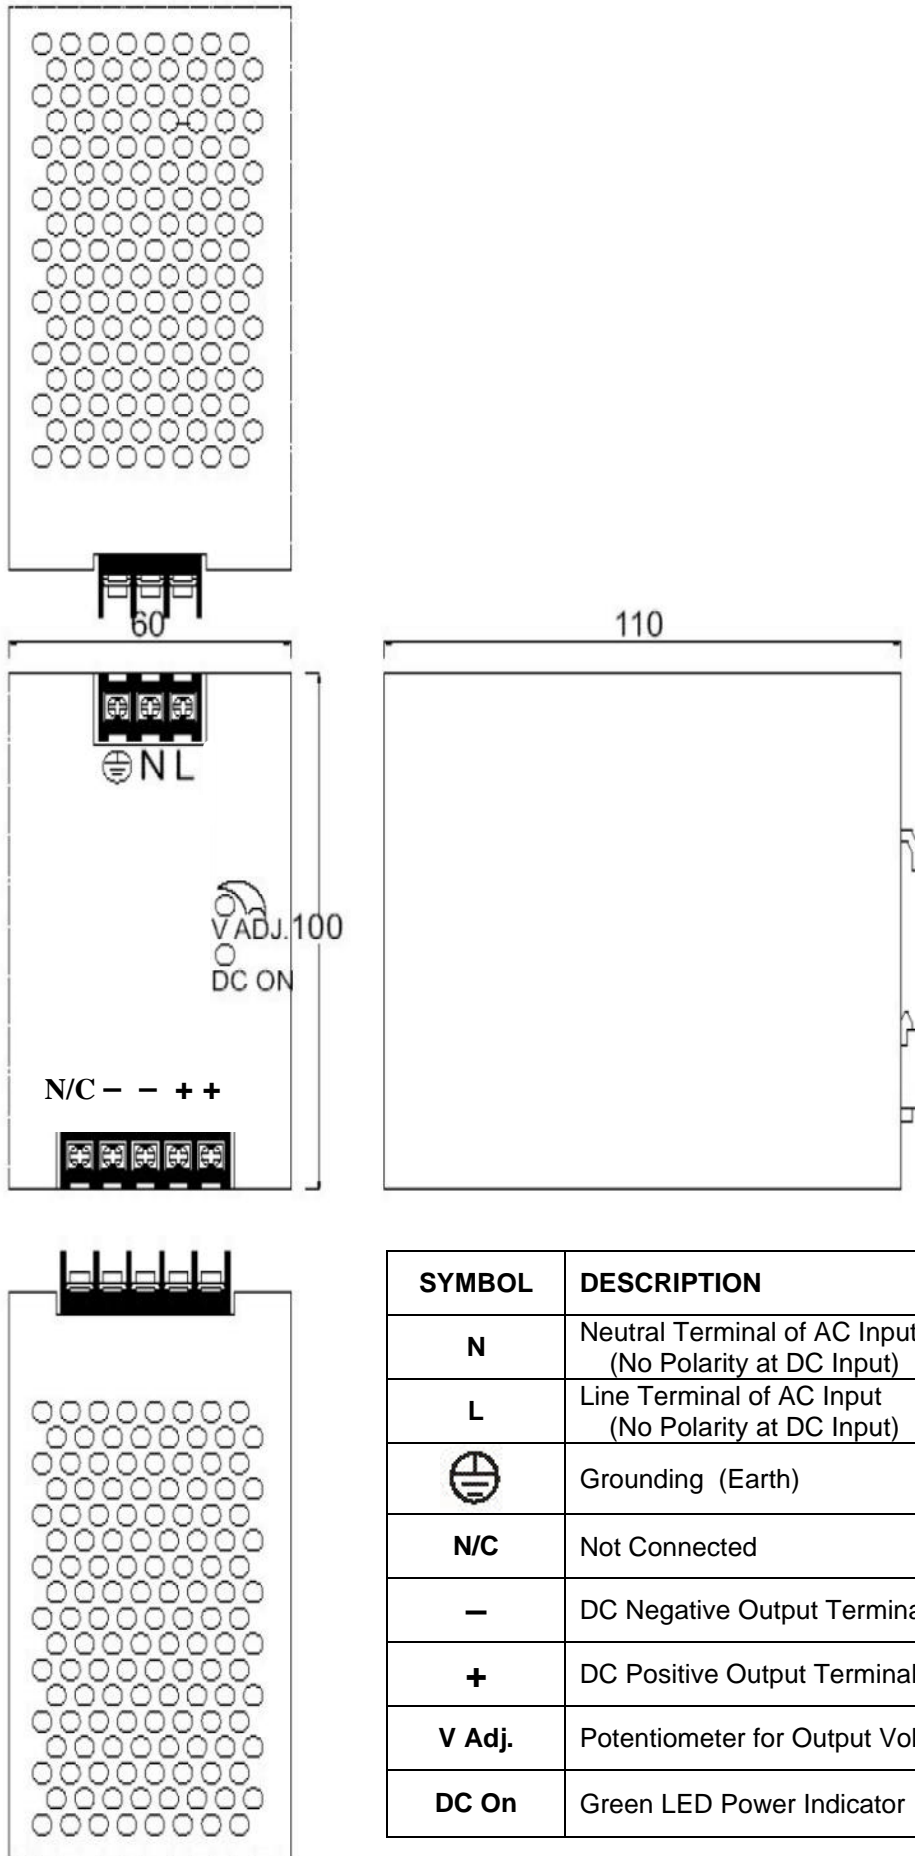 60
110
N L
V ADJ. 100
DC ON
N/C – – + +
SYMBOL DESCRIPTION
N Neutral Terminal of AC Input
(No Polarity at DC Input)
L Line Terminal of AC Input
(No Polarity at DC Input)
Grounding (Earth)
N/C Not Connected
– DC Negative Output Termina
+ DC Positive Output Terminal
V Adj. Potentiometer for Output Vol
DC On Green LED Power Indicator